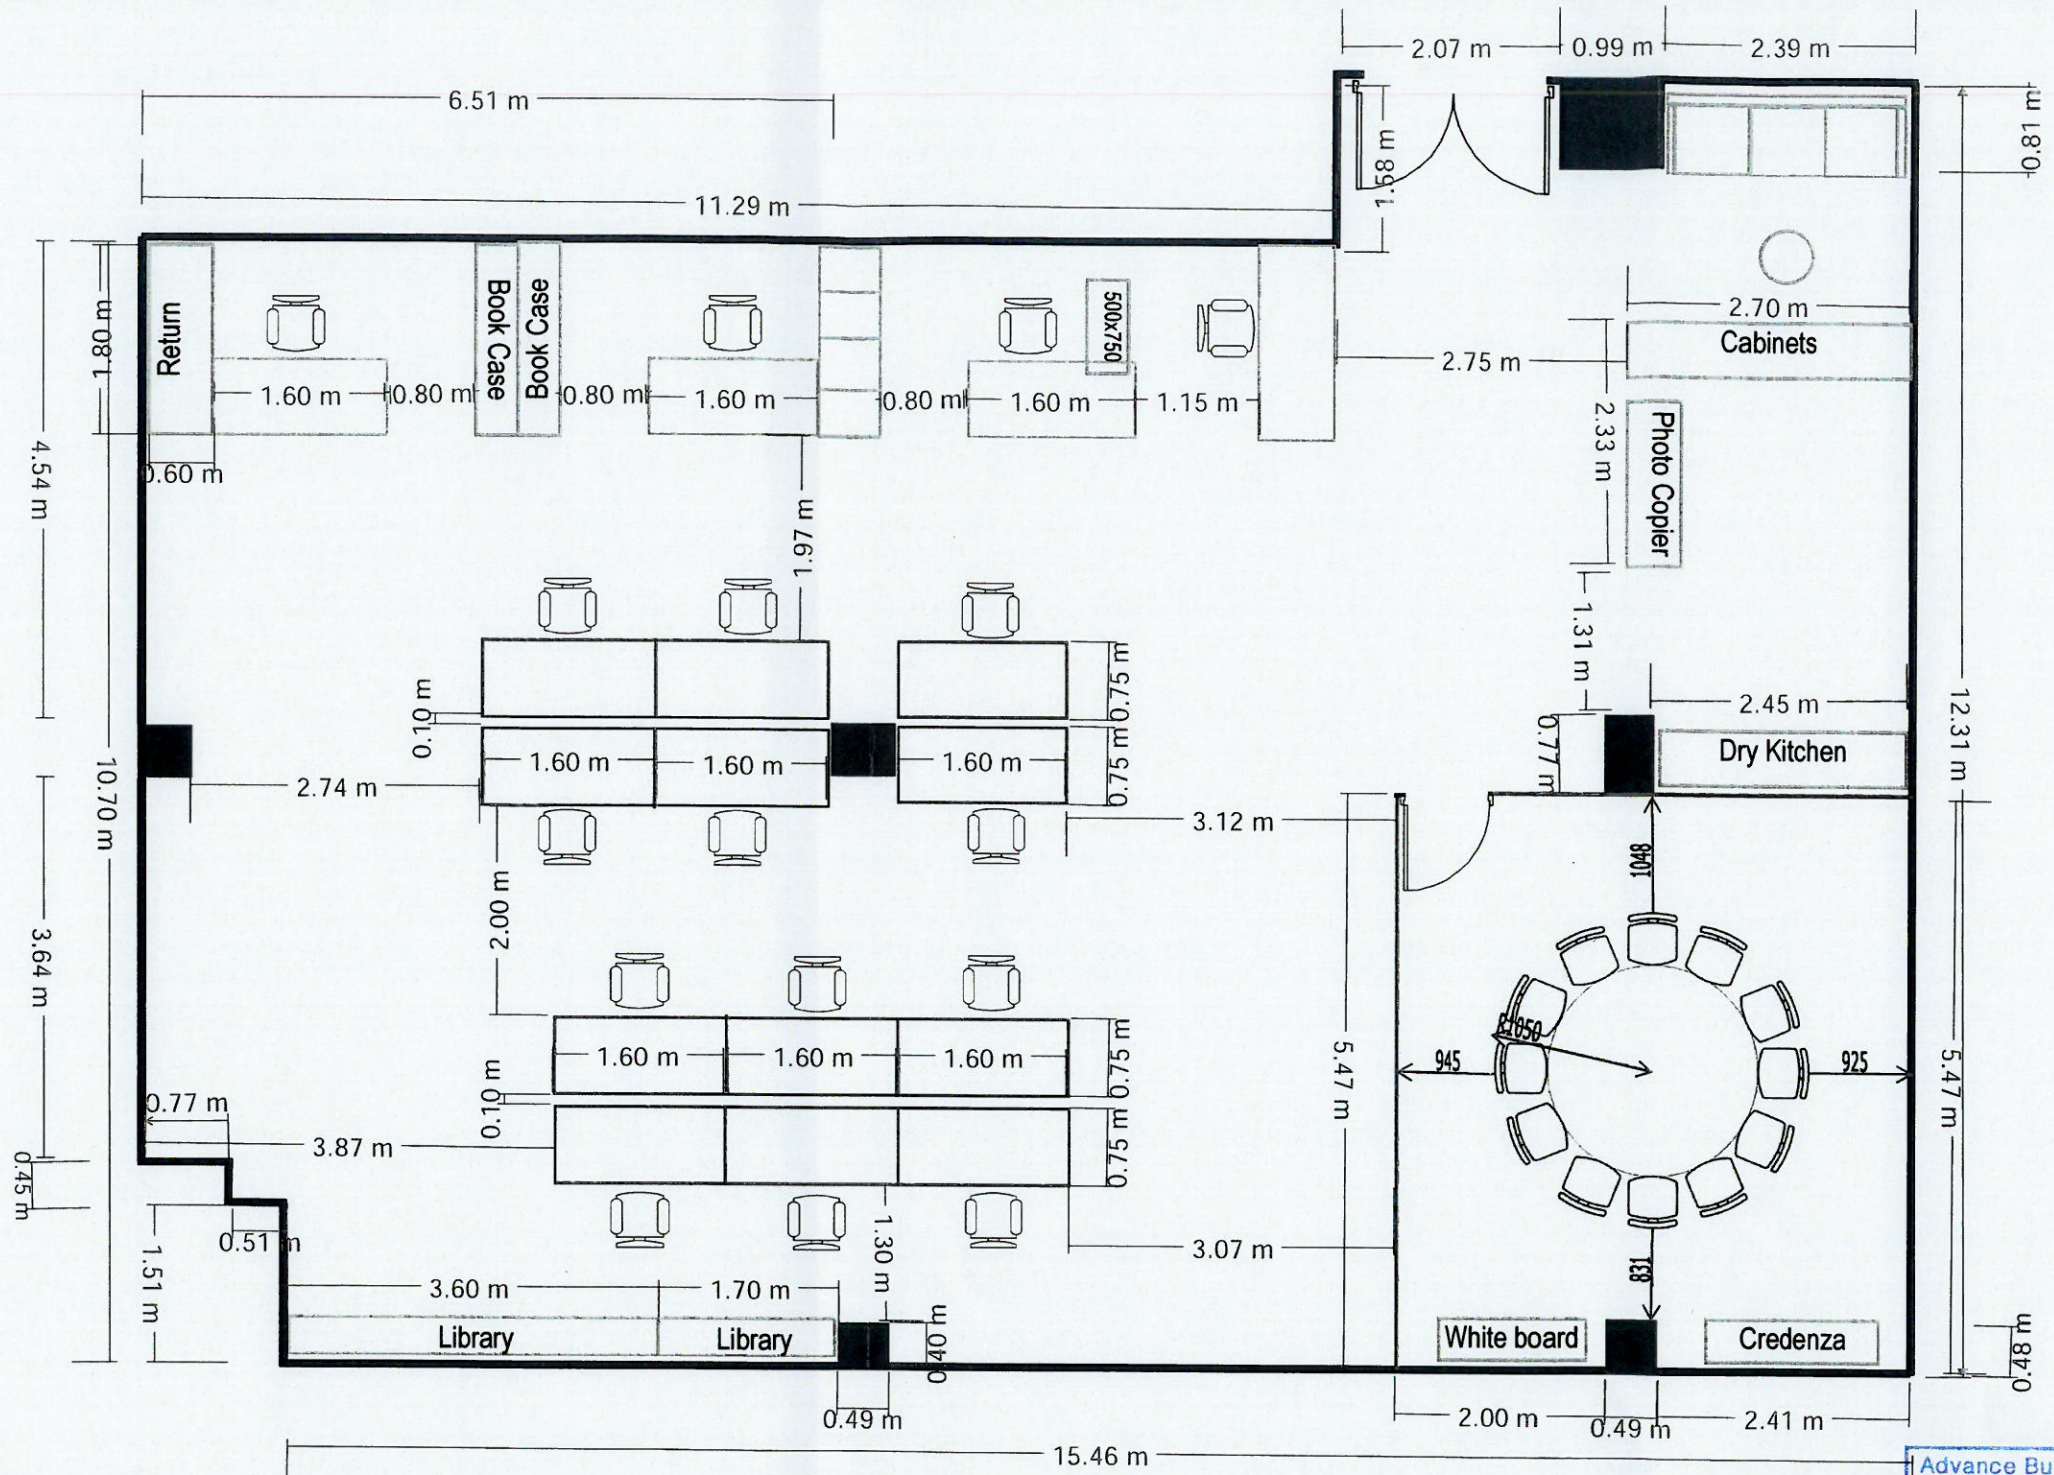 2.07 m
0.99 m
2.39 m
6.51 m
0.81 m
1.58 m
11.29 m
Return
Book Case
Book Case
500x750
2.70 m
Cabinets
1.80 m
1.60 m
0.80 m
0.80 m
1.60 m
0.80 m
1.60 m
1.15 m
2.75 m
2.33 m
Photo Copier
4.54 m
0.60 m
1.97 m
1.31 m
0.10 m
0.75 m
2.45 m
12.31 m
0.77 m
Dry Kitchen
10.70 m
2.74 m
1.60 m
1.60 m
1.60 m
0.75 m
3.12 m
1048
3.64 m
2.00 m
R1050
945
925
1.60 m
1.60 m
1.60 m
0.75 m
5.47 m
5.47 m
0.10 m
0.77 m
3.87 m
0.75 m
0.45 m
0.51 m
1.51 m
1.30 m
3.07 m
831
3.60 m
1.70 m
Library
Library
0.40 m
White board
Credenza
0.48 m
0.49 m
2.00 m
0.49 m
2.41 m
15.46 m
Advance Bu